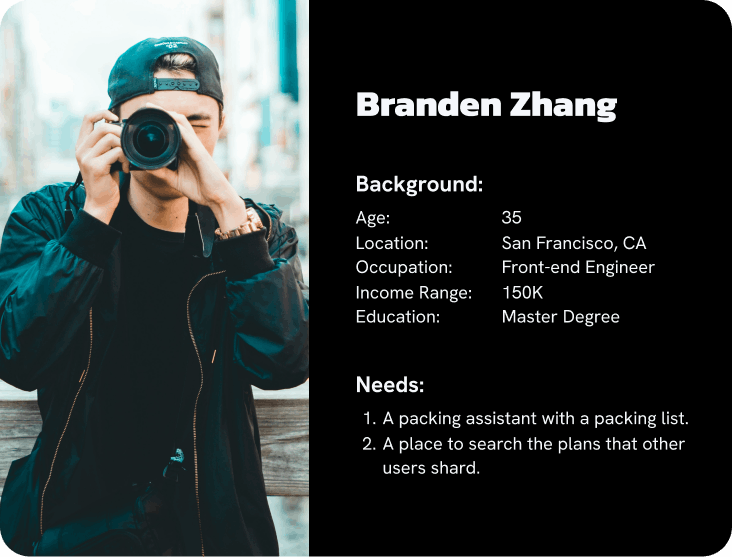 Branden Zhang
Background:
Age: 35
Location: San Francisco, CA
Occupation: Front-end Engineer
Income Range: 150K
Education: Master Degree
Needs:
1. A packing assistant with a packing list.
2. A place to search the plans that other
users shard.